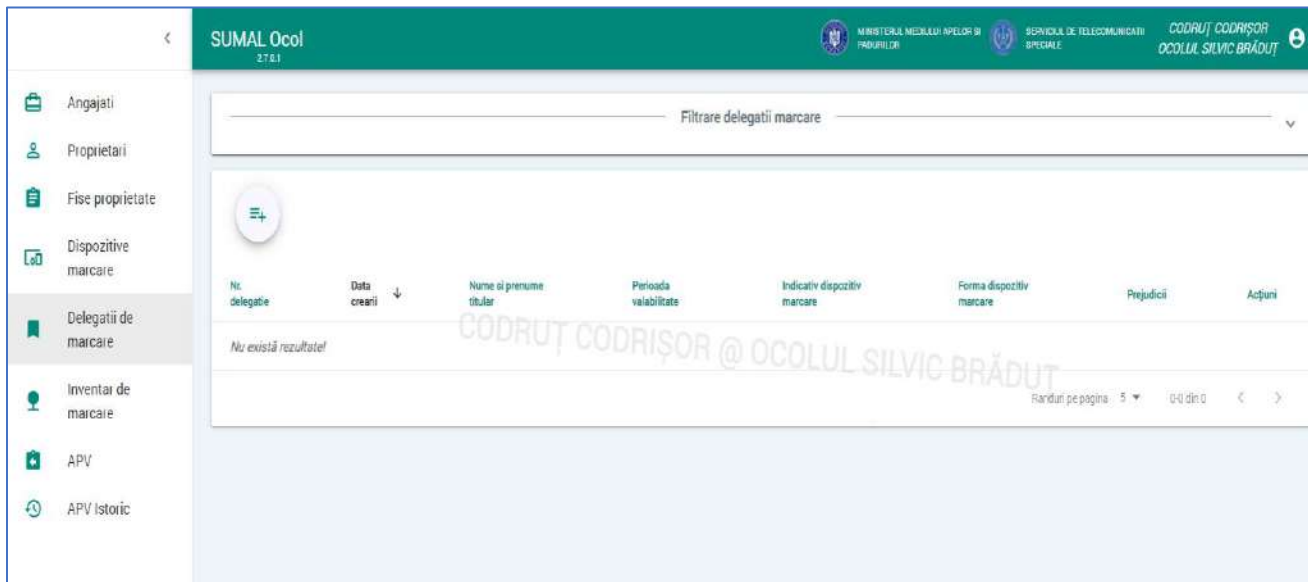 SUMAL Ocol
2.7.0.1
MINISTERUL MEDIULUI APELOR SI
PADURILOR
SERVICIUL DE TELECOMUNICATII
SPECIALE
CODRUȚ CODRIȘOR
OCOLUL SILVIC BRĂDUȚ
Angajati
Proprietari
Fise proprietate
Dispozitive
marcare
Delegatii de
marcare
Inventar de
marcare
APV
APV Istoric
Filtrare delegatii marcare
Nr.
delegatie
Data
crearii
Nume si prenume
titular
Perioada
valabilitate
Indicativ dispozitiv
marcare
Forma dispozitiv
marcare
Prejudicii
Acțiuni
Nu există rezultate!
CODRUȚ CODRIȘOR @ OCOLUL SILVIC BRĂDUȚ
Randuri pe pagina 5 0-0 din 0